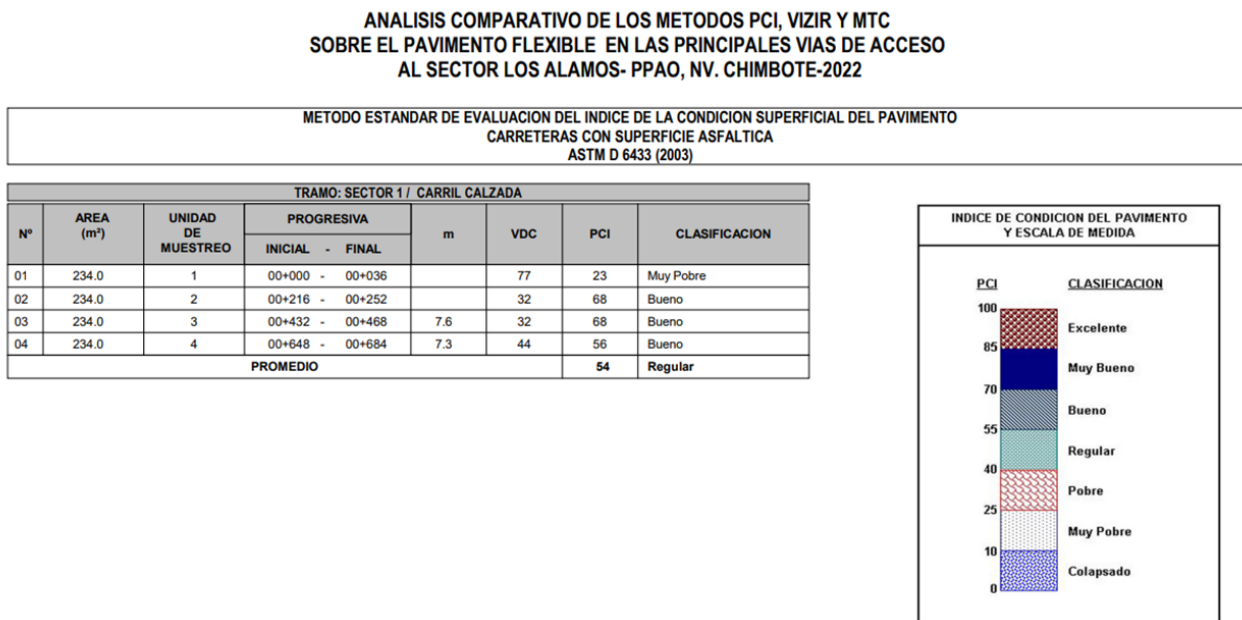 ANALISIS COMPARATIVO DE LOS METODOS PCI, VIZIR Y MTC
SOBRE EL PAVIMENTO FLEXIBLE EN LAS PRINCIPALES VIAS DE ACCESO
AL SECTOR LOS ALAMOS- PPAO, NV. CHIMBOTE-2022
METODO ESTANDAR DE EVALUACION DEL INDICE DE LA CONDICION SUPERFICIAL DEL PAVIMENTO
CARRETERAS CON SUPERFICIE ASFALTICA
ASTM D 6433 (2003)
TRAMO: SECTOR 1 / CARRIL CALZADA
Nº AREA (m²) UNIDAD DE MUESTREO PROGRESIVA INICIAL - FINAL m VDC PCI CLASIFICACION
01 234.0 1 00+000 - 00+036 77 23 Muy Pobre
02 234.0 2 00+216 - 00+252 32 68 Bueno
03 234.0 3 00+432 - 00+468 7.6 32 68 Bueno
04 234.0 4 00+648 - 00+684 7.3 44 56 Bueno
PROMEDIO 54 Regular
INDICE DE CONDICION DEL PAVIMENTO
Y ESCALA DE MEDIDA
PCI CLASIFICACION
100
Excelente
85
Muy Bueno
70
Bueno
55
Regular
40
Pobre
25
Muy Pobre
10
Colapsado
0